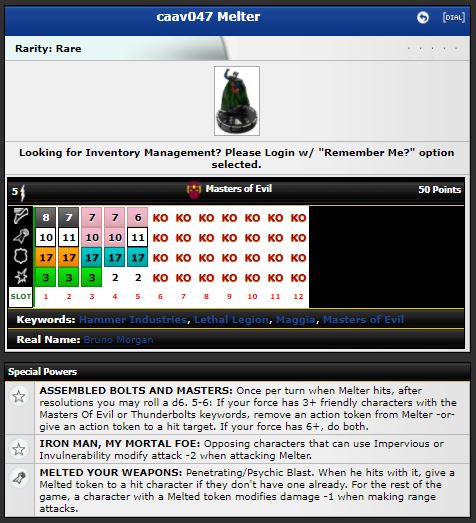 caav047 Melter
[DIAL]
Rarity: Rare
Looking for Inventory Management? Please Login w/ "Remember Me?" option
selected.
5 Masters of Evil 50 Points
8 7 7 7 6 KO KO KO KO KO KO KO
10 11 10 10 11 KO KO KO KO KO KO KO
17 17 17 17 17 KO KO KO KO KO KO KO
3 3 3 2 2 KO KO KO KO KO KO KO
SLOT 1 2 3 4 5 6 7 8 9 10 11 12
Keywords: Hammer Industries, Lethal Legion, Maggia, Masters of Evil
Real Name: Bruno Morgan
Special Powers
ASSEMBLED BOLTS AND MASTERS: Once per turn when Melter hits, after
resolutions you may roll a d6. 5-6: If your force has 3+ friendly characters with the
Masters Of Evil or Thunderbolts keywords, remove an action token from Melter -or-
give an action token to a hit target. If your force has 6+, do both.
IRON MAN, MY MORTAL FOE: Opposing characters that can use Impervious or
Invulnerability modify attack -2 when attacking Melter.
MELTED YOUR WEAPONS: Penetrating/Psychic Blast. When he hits with it, give a
Melted token to a hit character if they don't have one already. For the rest of the
game, a character with a Melted token modifies damage -1 when making range
attacks.